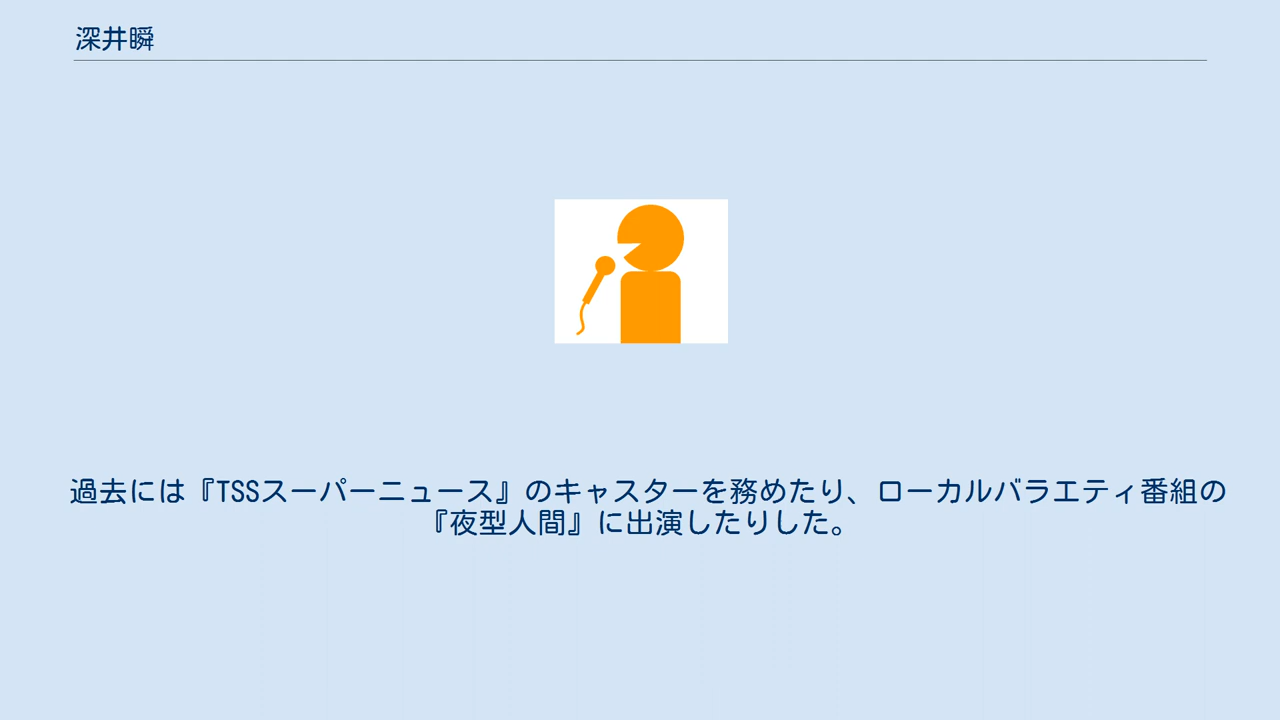 深井瞬
過去には『TSSスーパーニュース』のキャスターを務めたり、ローカルバラエティ番組の
『夜型人間』に出演したりした。